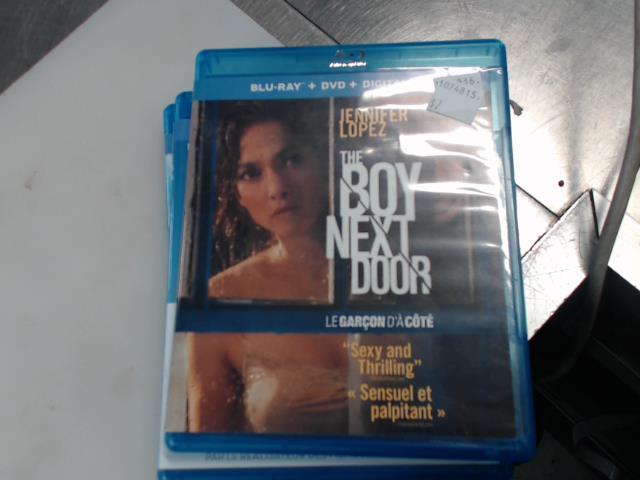 BLU-RAY + DVD + DIGITAL
1074815.
JENNIFER
LOPEZ
THE
BOY
NEXT
DOOR
LE GARÇON D'À CÔTÉ
"Sexy and
Thrilling"
« Sensuel et
palpitant »